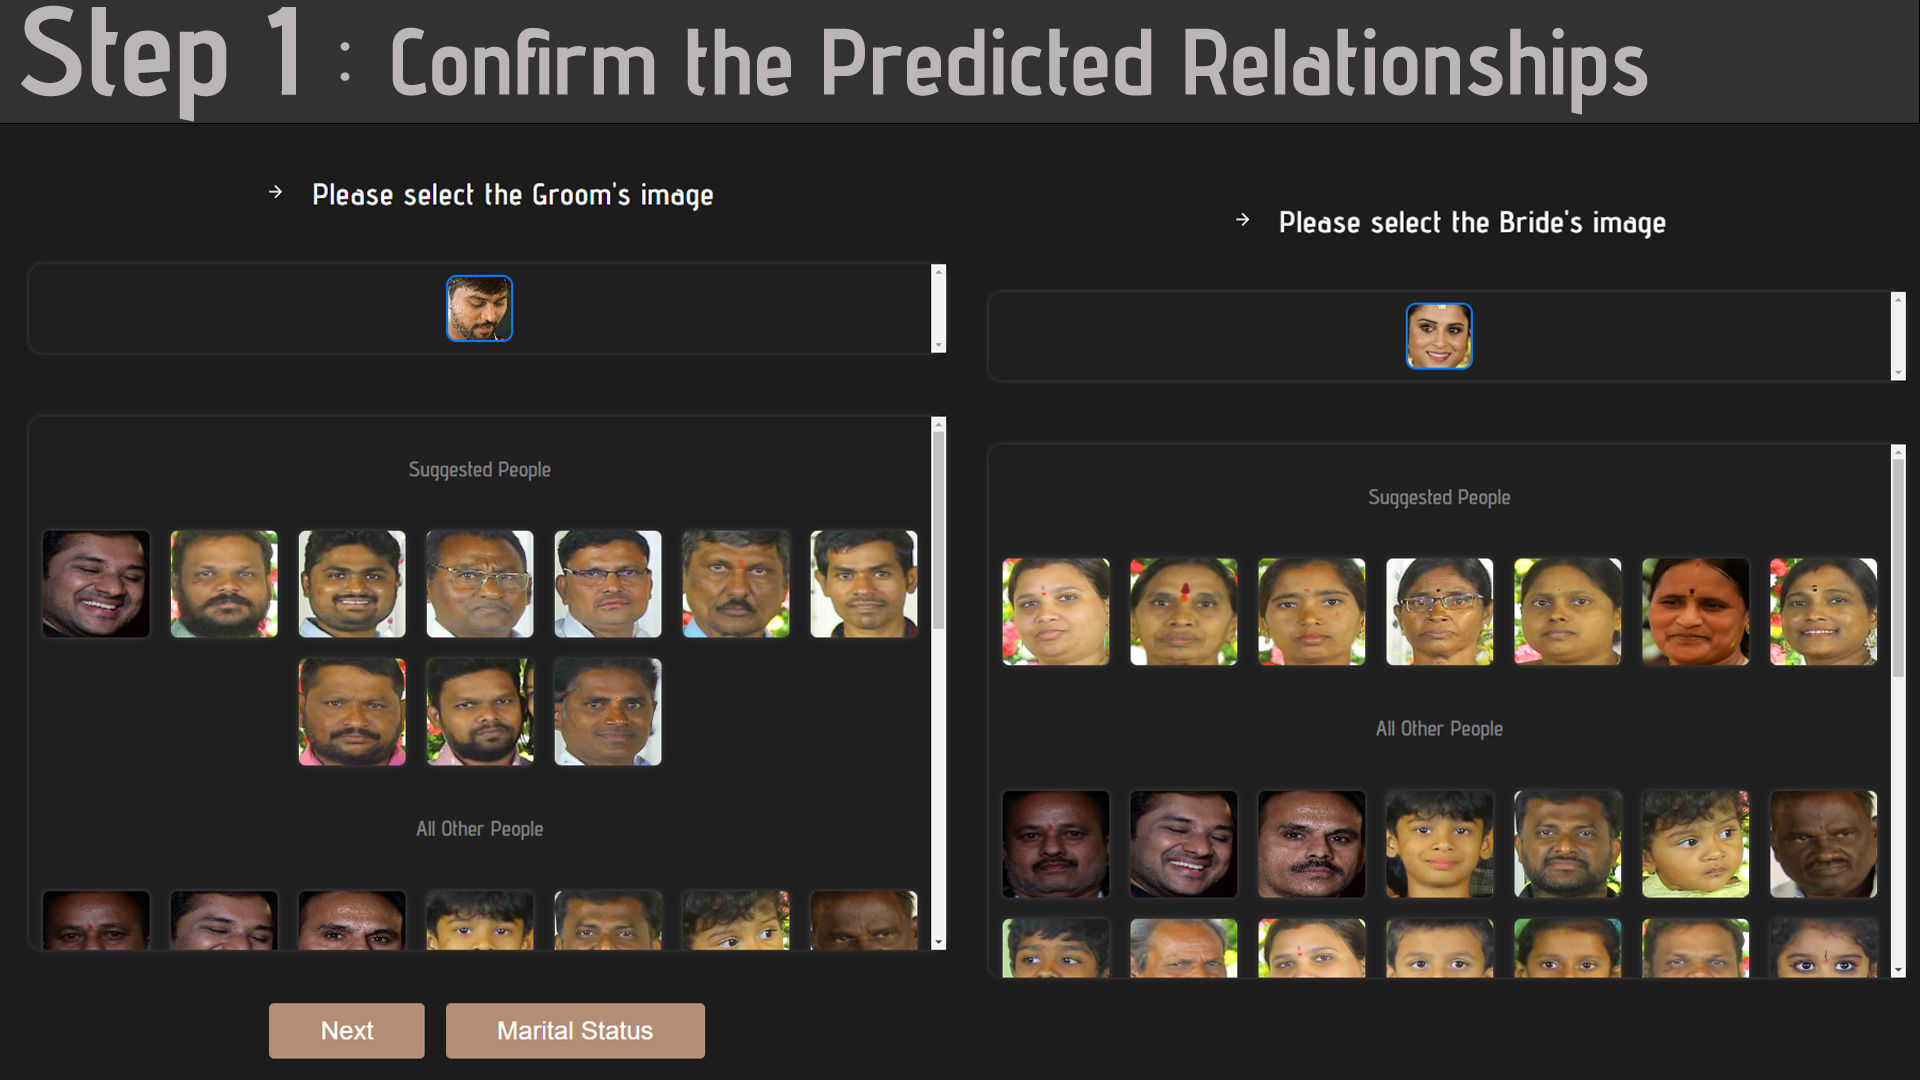 Step 1 : Confirm the Predicted Relationships
→ Please select the Groom's image
→ Please select the Bride's image
Suggested People
All Other People
Suggested People
All Other People
Next
Marital Status